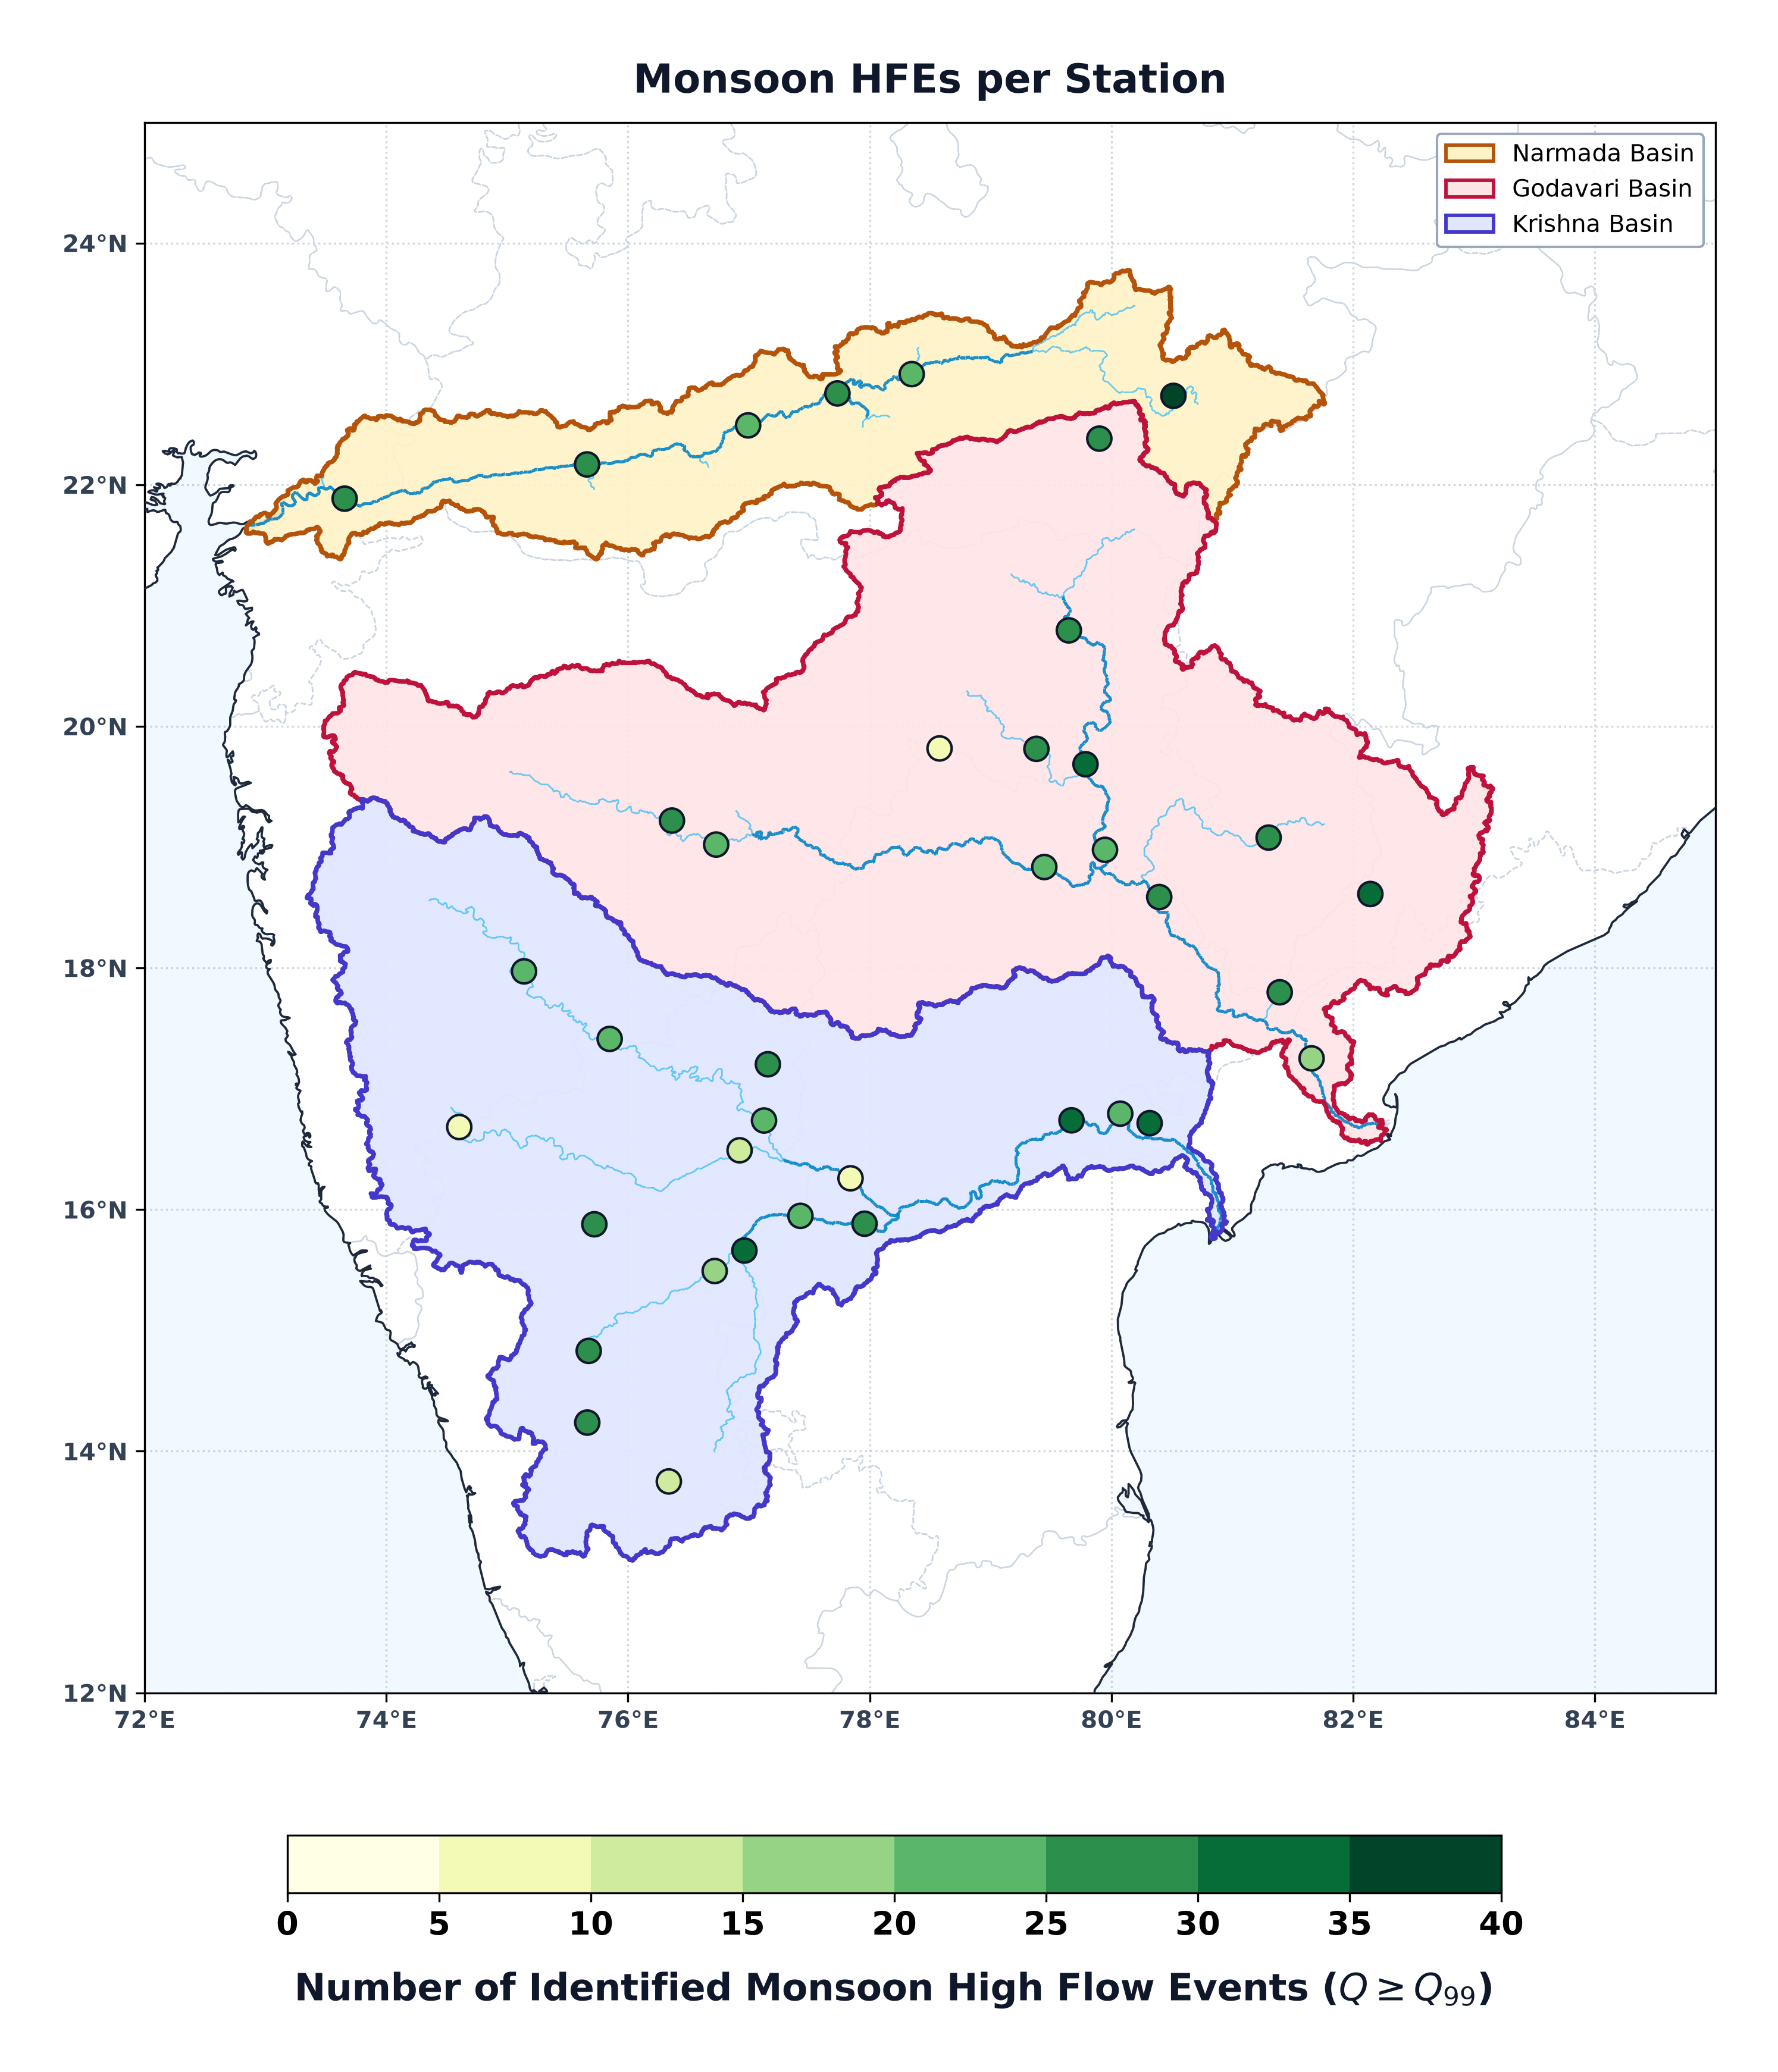 Monsoon HFEs per Station
Narmada Basin
Godavari Basin
Krishna Basin
24°N
22°N
20°N
18°N
16°N
14°N
12°N
72°E 74°E 76°E 78°E 80°E 82°E 84°E
0 5 10 15 20 25 30 35 40
Number of Identified Monsoon High Flow Events (Q ≥ Q₉₉)